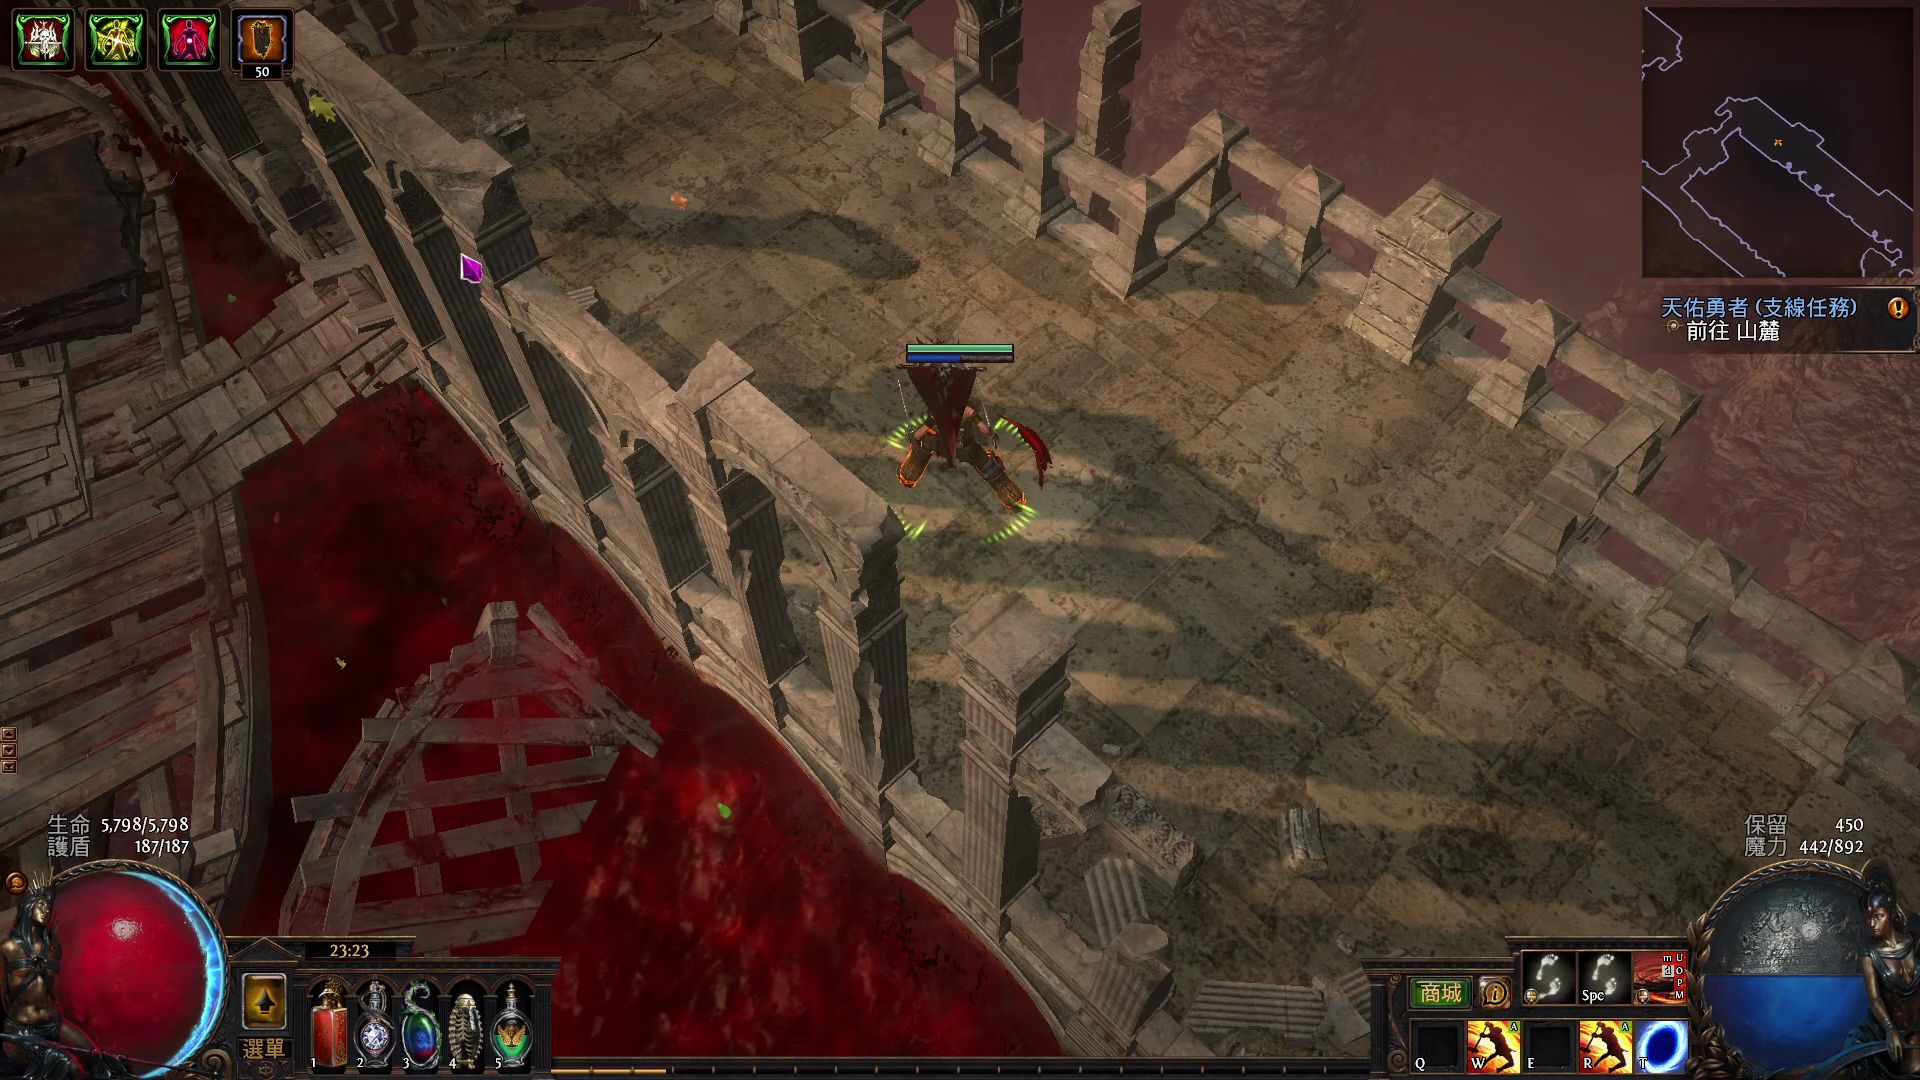 50
天佑勇者 (支線任務)
前往 山麓
生命 5,798/5,798
護盾 187/187
保留 450
魔力 442/892
23:23
選單
1 2 3 4 5
商城
Spc
m U
d O
P
M
Q W E R T
A A